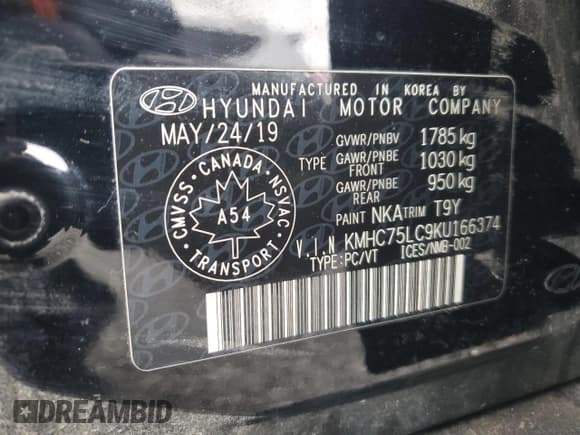 MANUFACTURED IN KOREA BY
HYUNDAI MOTOR COMPANY
MAY/24/19
GVWR/PNBV 1785 kg
TYPE GAWR/PNBE FRONT 1030 kg
GAWR/PNBE REAR 950 kg
PAINT NKA TRIM T9Y
V.I.N KMHC75LC9KU166374
TYPE:PC/VT ICES/NMB-002
CMVSS · CANADA · NSVAC · TRANSPORT ·
A54
DREAMBID